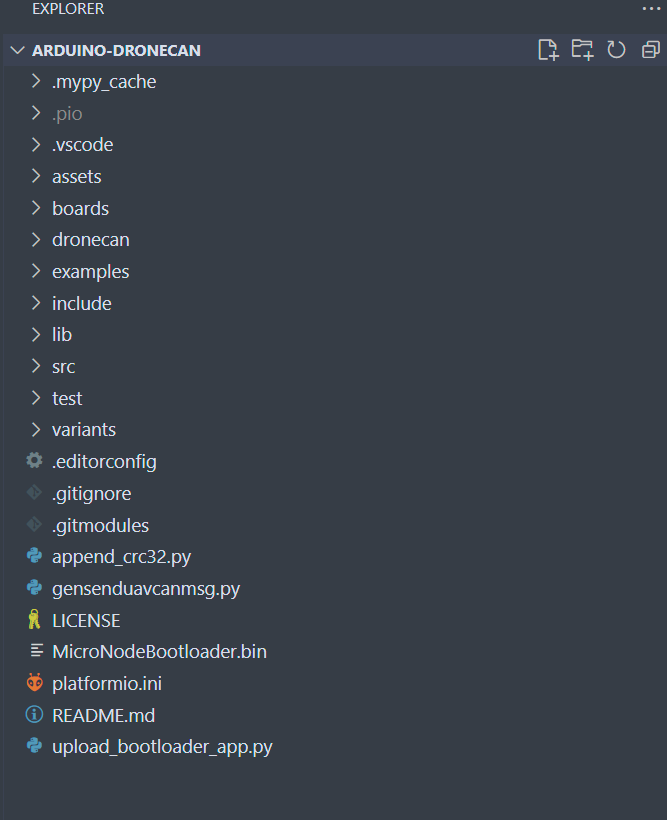 EXPLORER
ARDUINO-DRONECAN
.mypy_cache
.pio
.vscode
assets
boards
dronecan
examples
include
lib
src
test
variants
.editorconfig
.gitignore
.gitmodules
append_crc32.py
gensenduavcanmsg.py
LICENSE
MicroNodeBootloader.bin
platformio.ini
README.md
upload_bootloader_app.py